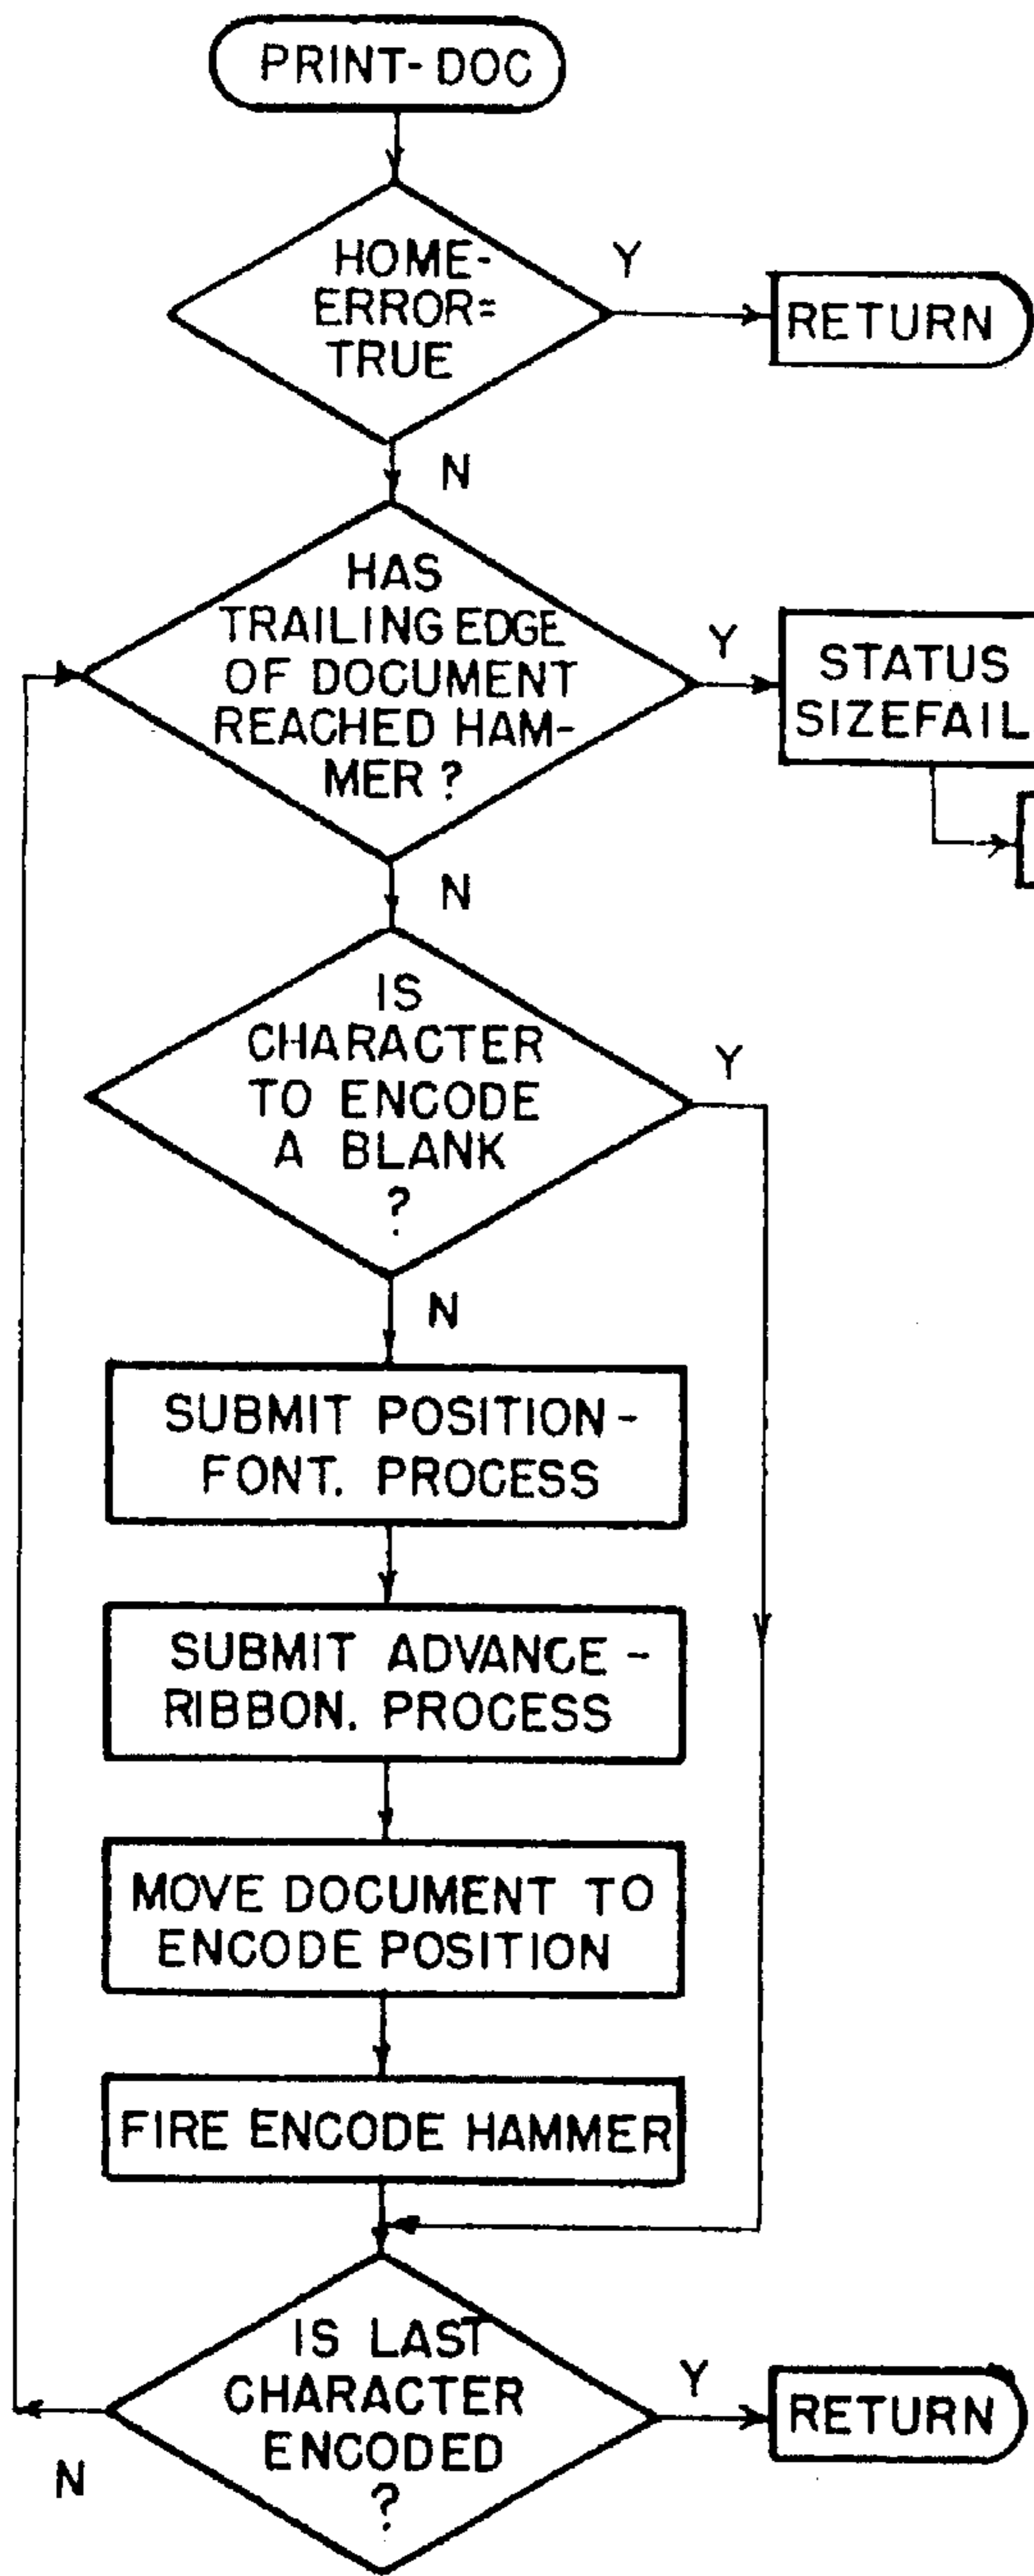 PRINT-DOC
HOME-
ERROR=
TRUE
Y
RETURN
N
HAS
TRAILING EDGE
OF DOCUMENT
REACHED HAM-
MER ?
Y
STATUS
SIZEFAIL
N
IS
CHARACTER
TO ENCODE
A BLANK
?
Y
N
SUBMIT POSITION-
FONT. PROCESS
SUBMIT ADVANCE-
RIBBON. PROCESS
MOVE DOCUMENT TO
ENCODE POSITION
FIRE ENCODE HAMMER
IS LAST
CHARACTER
ENCODED
?
Y
RETURN
N